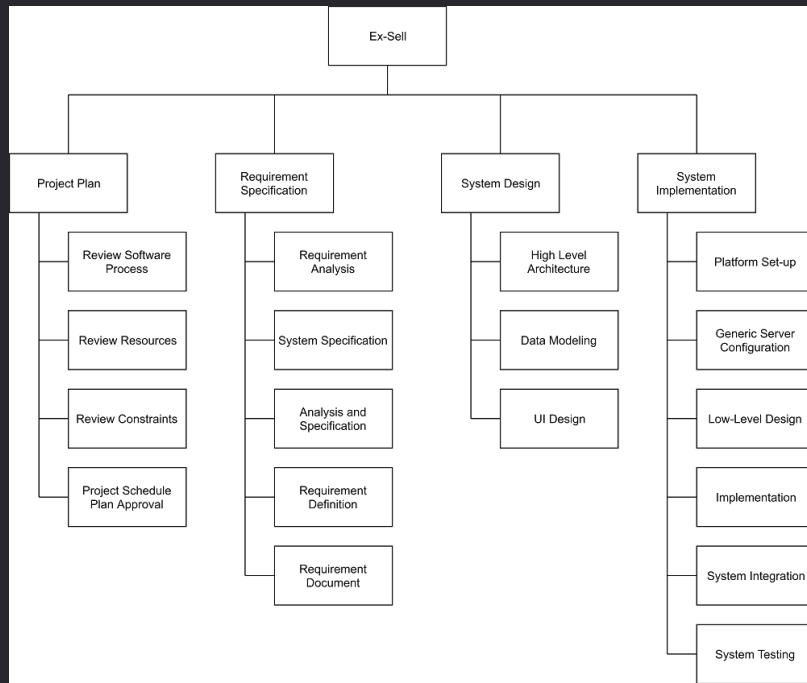 Ex-Sell
Project Plan
Requirement
Specification
System Design
System
Implementation
Review Software
Process
Review Resources
Review Constraints
Project Schedule
Plan Approval
Requirement
Analysis
System Specification
Analysis and
Specification
Requirement
Definition
Requirement
Document
High Level
Architecture
Data Modeling
UI Design
Platform Set-up
Generic Server
Configuration
Low-Level Design
Implementation
System Integration
System Testing